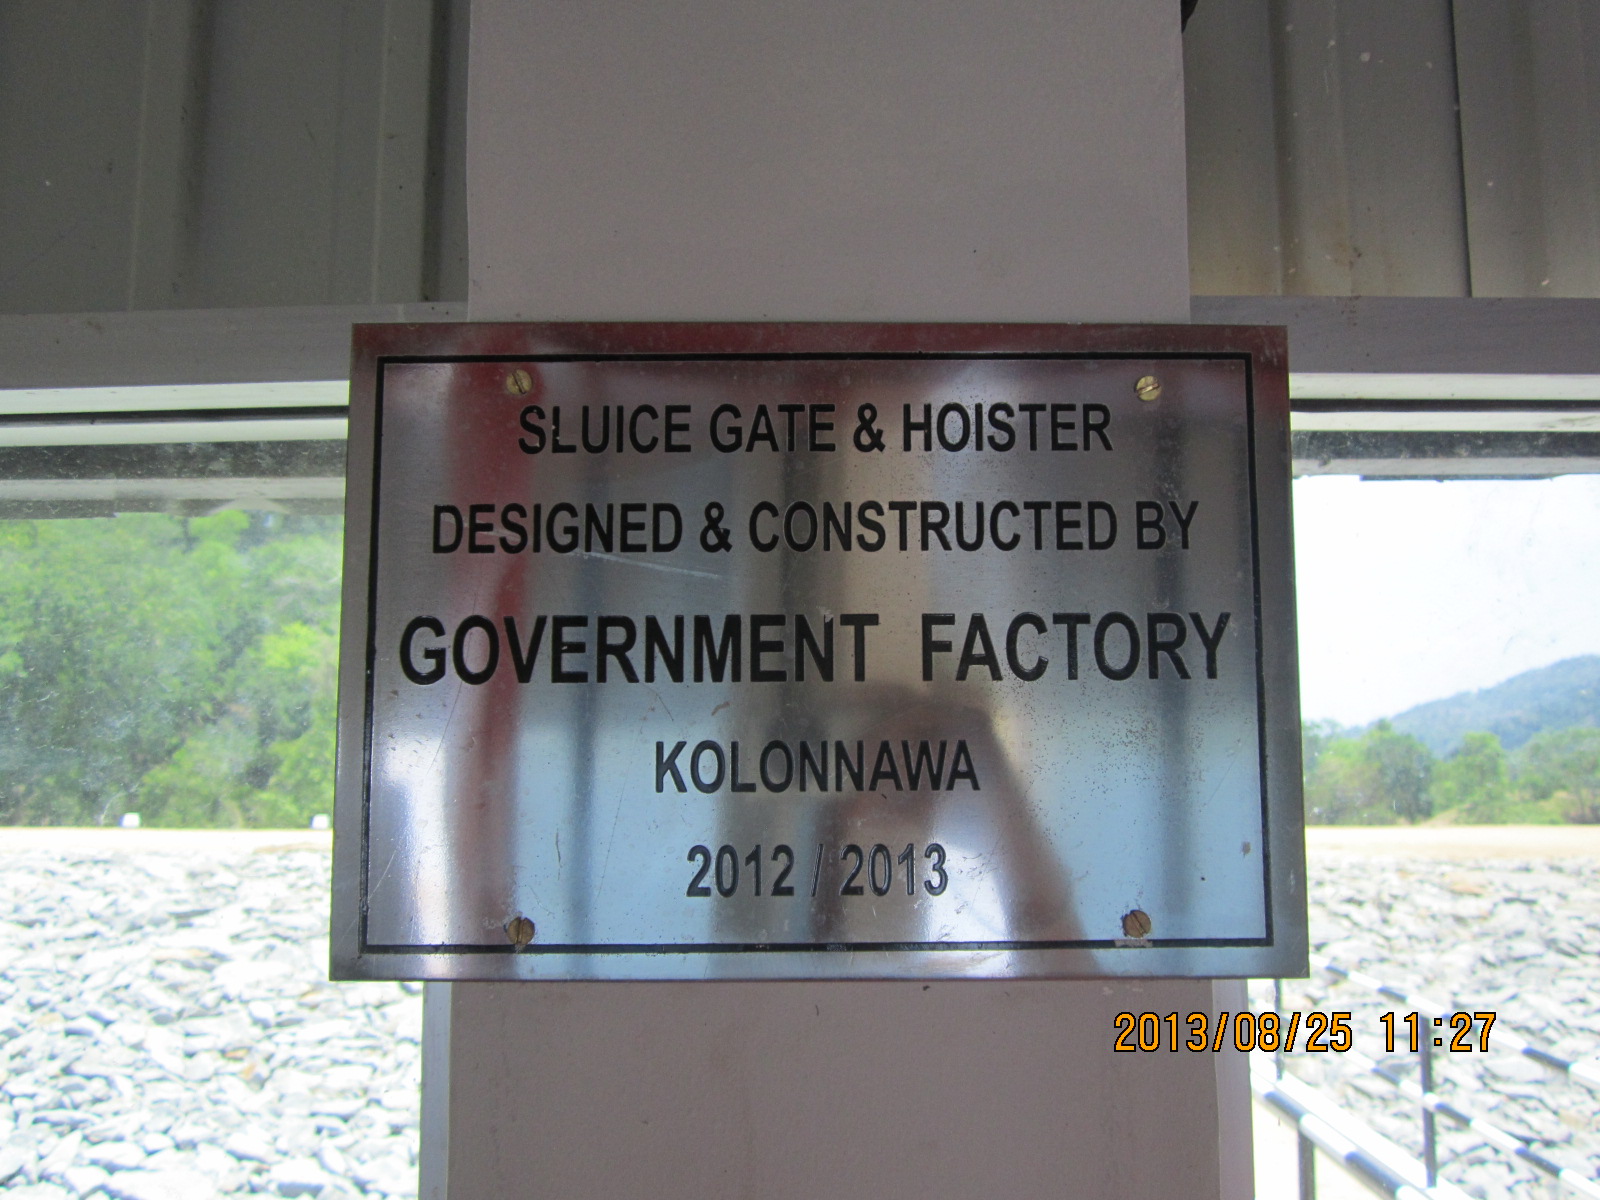 SLUICE GATE & HOISTER
DESIGNED & CONSTRUCTED BY
GOVERNMENT FACTORY
KOLONNAWA
2012 / 2013
2013/08/25 11:27